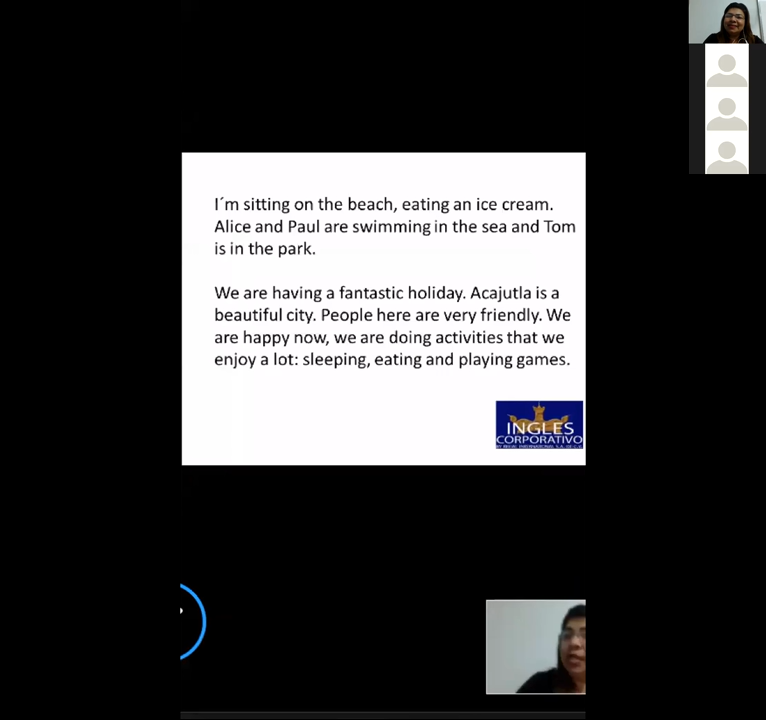 I´m sitting on the beach, eating an ice cream.
Alice and Paul are swimming in the sea and Tom
is in the park.
We are having a fantastic holiday. Acajutla is a
beautiful city. People here are very friendly. We
are happy now, we are doing activities that we
enjoy a lot: sleeping, eating and playing games.
INGLES
CORPORATIVO